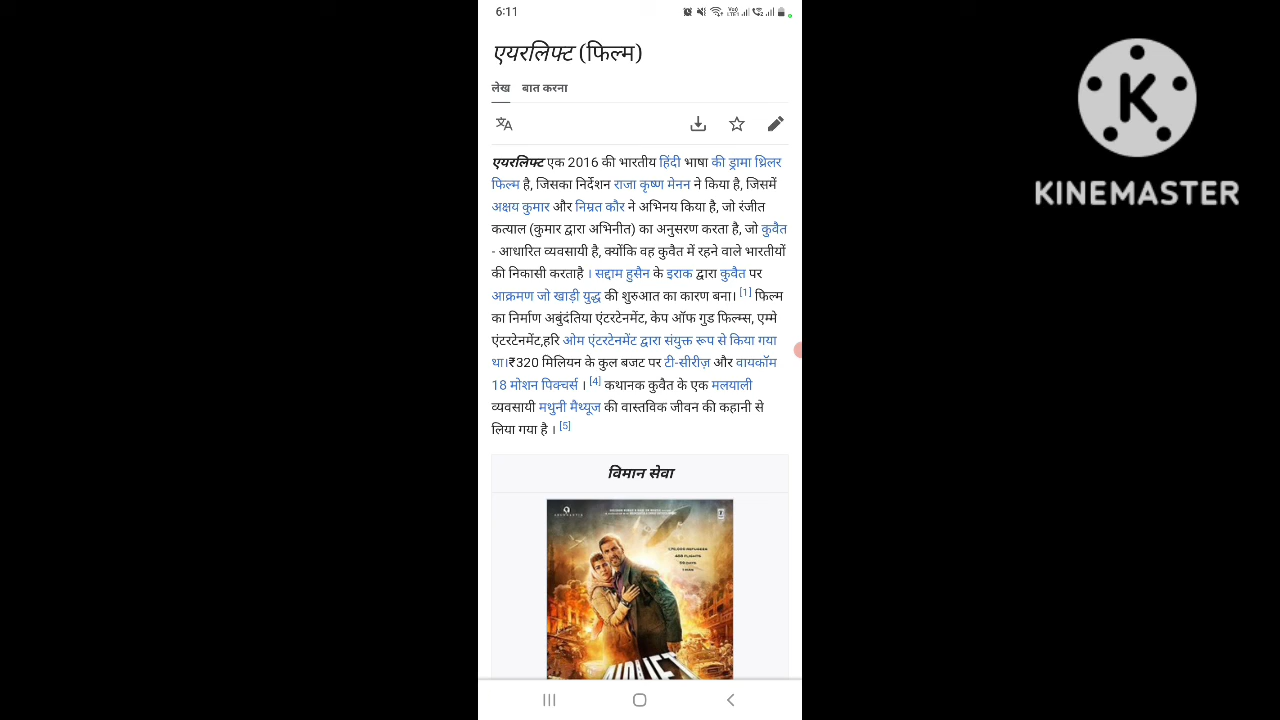 6:11
एयरलिफ्ट (फिल्म)
लेख बात करना
एयरलिफ्ट एक 2016 की भारतीय हिंदी भाषा की ड्रामा थ्रिलर
फिल्म है, जिसका निर्देशन राजा कृष्ण मेनन ने किया है, जिसमें
अक्षय कुमार और निम्रत कौर ने अभिनय किया है, जो रंजीत
कत्याल (कुमार द्वारा अभिनीत) का अनुसरण करता है, जो कुवैत
- आधारित व्यवसायी है, क्योंकि वह कुवैत में रहने वाले भारतीयों
की निकासी करताहै । सद्दाम हुसैन के इराक द्वारा कुवैत पर
आक्रमण जो खाड़ी युद्ध की शुरुआत का कारण बना। [1] फिल्म
का निर्माण अबुंदंतिया एंटरटेनमेंट, केप ऑफ गुड फिल्म्स, एम्मे
एंटरटेनमेंट,हरि ओम एंटरटेनमेंट द्वारा संयुक्त रूप से किया गया
था।₹320 मिलियन के कुल बजट पर टी-सीरीज़ और वायकॉम
18 मोशन पिक्चर्स । [4] कथानक कुवैत के एक मलयाली
व्यवसायी मथुनी मैथ्यूज की वास्तविक जीवन की कहानी से
लिया गया है । [5]
विमान सेवा
AIRLIFT
KINEMASTER